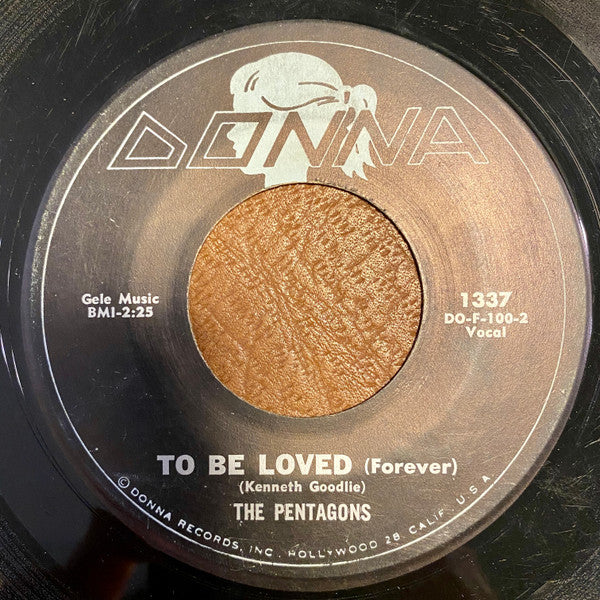 DONNA
Gele Music
BMI-2:25
1337
DO-F-100-2
Vocal
TO BE LOVED (Forever)
(Kenneth Goodlie)
THE PENTAGONS
© DONNA RECORDS, INC. HOLLYWOOD 28, CALIF. U.S.A.